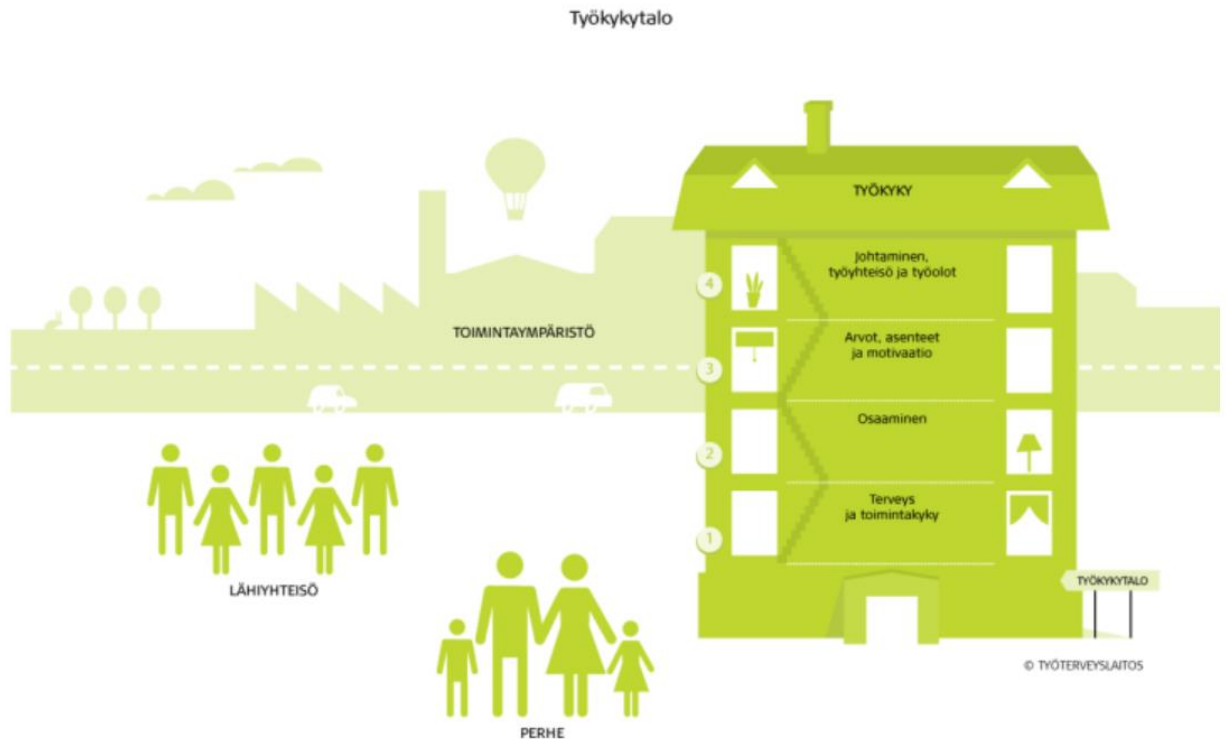 Työkykytalo
TYÖKYKY
Johtaminen,
työyhteisö ja työolot
4
Arvot, asenteet
ja motivaatio
3
Osaaminen
2
Terveys
ja toimintakyky
1
TOIMINTAYMPÄRISTÖ
LÄHIYHTEISÖ
PERHE
TYÖKYKYTALO
© TYÖTERVEYSLAITOS